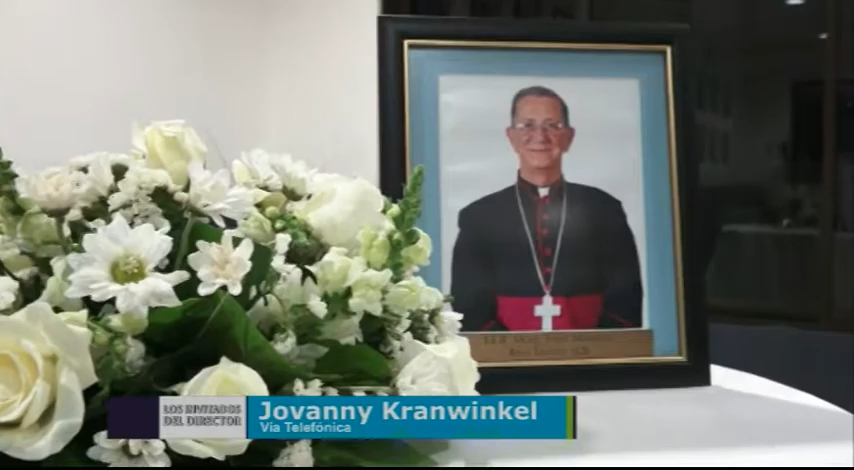 LOS INVITADOS
DEL DIRECTOR
Jovanny Kranwinkel
Vía Telefónica